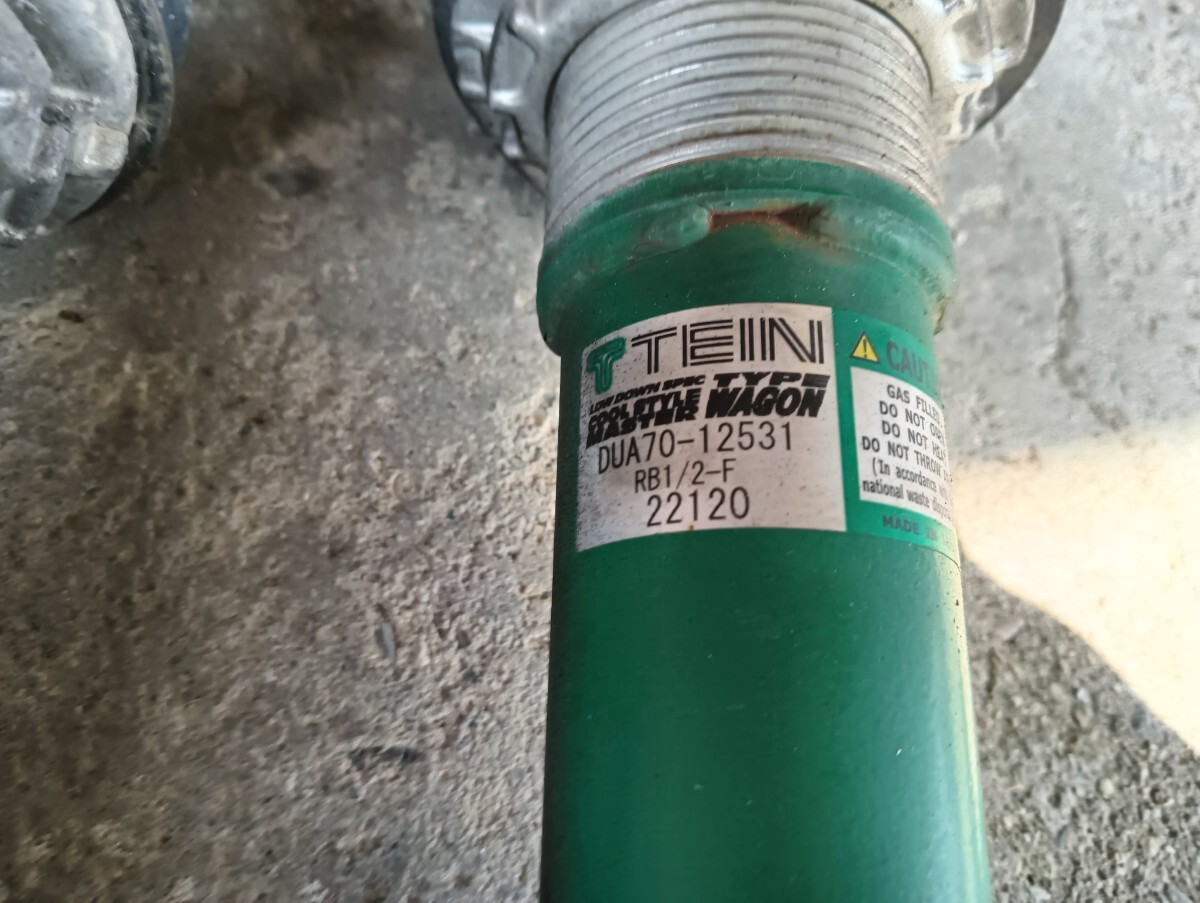 TEIN
LOW DOWN SPEC TYPE
COOL STYLE WAGON
MASTER
DUA70-12531
RB1/2-F
22120
GAS FILLED
DO NOT
DO NOT
DO NOT THROW
(In accordance
national waste
MADE IN